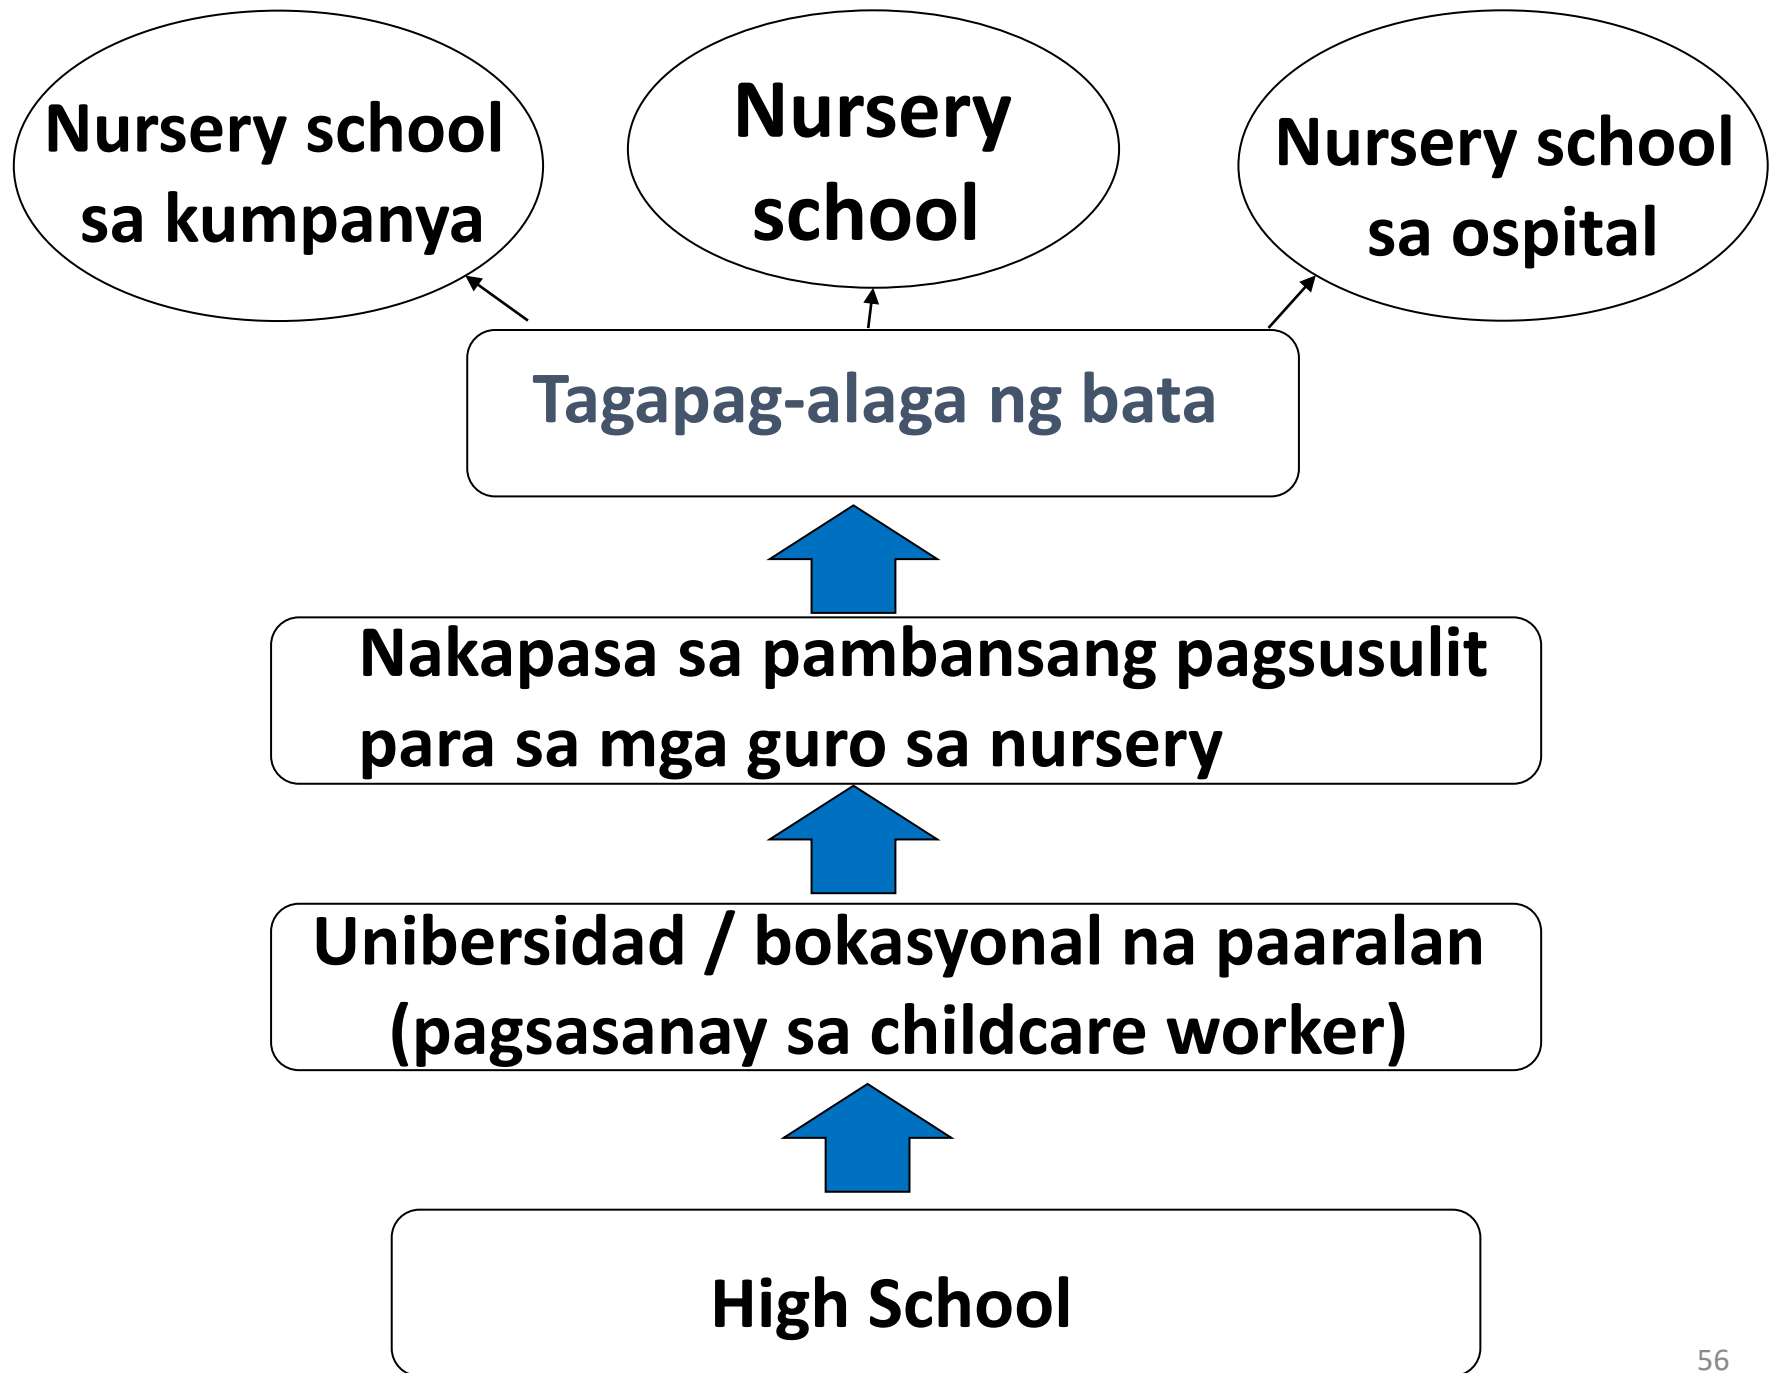 Nursery school
sa kumpanya
Nursery
school
Nursery school
sa ospital
Tagapag-alaga ng bata
Nakapasa sa pambansang pagsusulit
para sa mga guro sa nursery
Unibersidad / bokasyonal na paaralan
(pagsasanay sa childcare worker)
High School
56